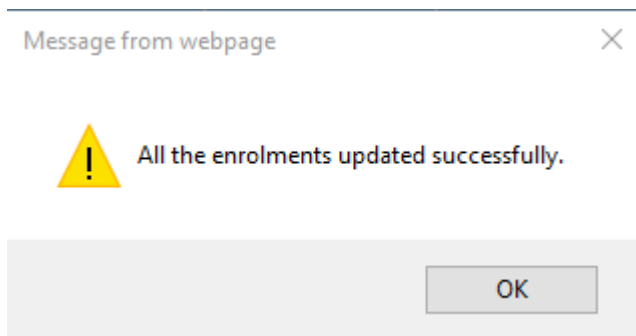 Message from webpage
All the enrolments updated successfully.
OK